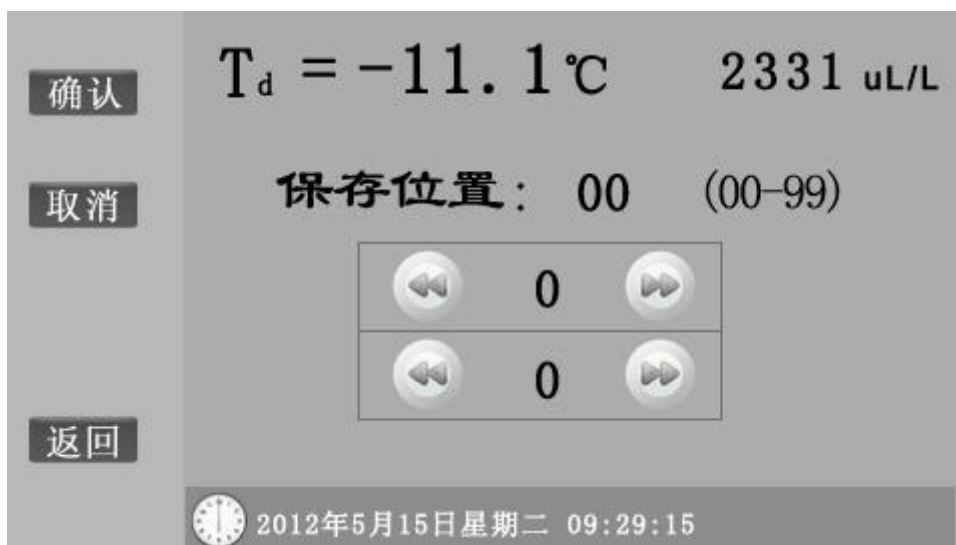 确认
取消
返回
Td = -11.1℃ 2331 uL/L
保存位置: 00 (00-99)
0
0
2012年5月15日星期二 09:29:15